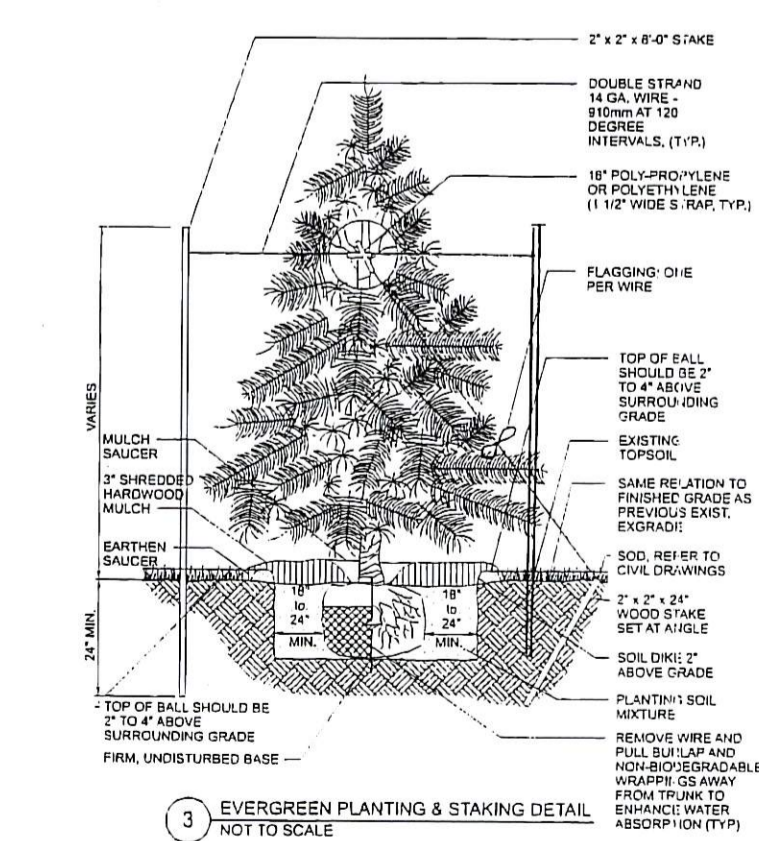 2" x 2" x 8'-0" STAKE
DOUBLE STRAND
14 GA. WIRE -
910mm AT 120
DEGREE
INTERVALS, (TYP.)
18" POLY-PROPYLENE
OR POLYETHYLENE
(1 1/2" WIDE STRAP, TYP.)
FLAGGING: ONE
PER WIRE
TOP OF BALL
SHOULD BE 2"
TO 4" ABOVE
SURROUNDING
GRADE
EXISTING
TOPSOIL
SAME RELATION TO
FINISHED GRADE AS
PREVIOUS EXIST.
EXGRADE
SOD, REFER TO
CIVIL DRAWINGS
2" x 2" x 24"
WOOD STAKE
SET AT ANGLE
SOIL DIKE 2"
ABOVE GRADE
PLANTING SOIL
MIXTURE
REMOVE WIRE AND
PULL BURLAP AND
NON-BIODEGRADABLE
WRAPPINGS AWAY
FROM TRUNK TO
ENHANCE WATER
ABSORPTION (TYP)
VARIES
24" MIN.
MULCH
SAUCER
3" SHREDDED
HARDWOOD
MULCH
EARTHEN
SAUCER
18"
to
24"
MIN.
18"
to
24"
MIN.
- TOP OF BALL SHOULD BE
2" TO 4" ABOVE
SURROUNDING GRADE
FIRM, UNDISTURBED BASE
3 EVERGREEN PLANTING & STAKING DETAIL
NOT TO SCALE